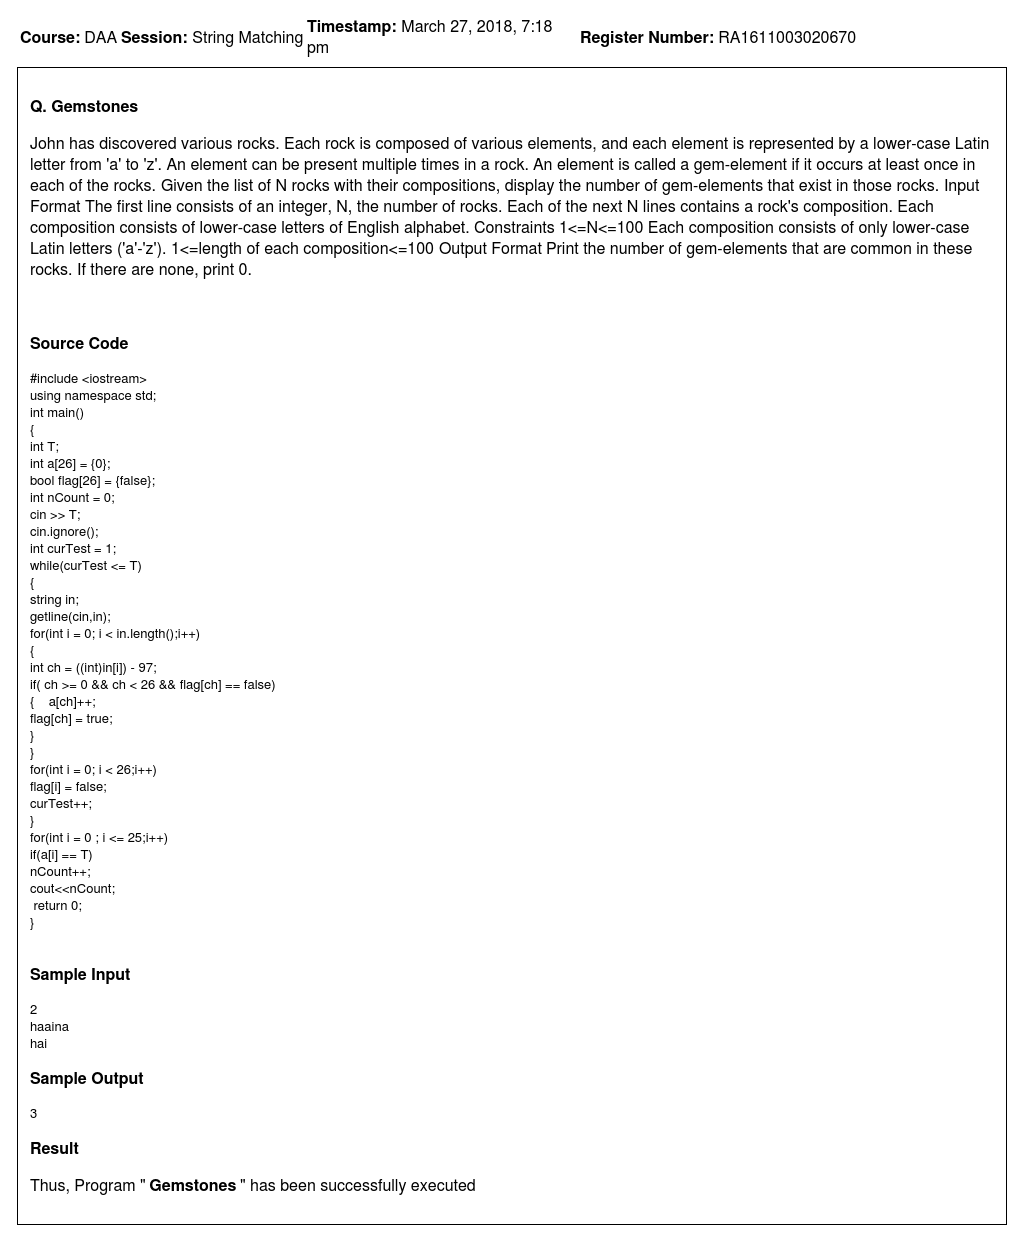 Course: DAA Session: String Matching Timestamp: March 27, 2018, 7:18 pm Register Number: RA1611003020670
Q. Gemstones
John has discovered various rocks. Each rock is composed of various elements, and each element is represented by a lower-case Latin
letter from 'a' to 'z'. An element can be present multiple times in a rock. An element is called a gem-element if it occurs at least once in
each of the rocks. Given the list of N rocks with their compositions, display the number of gem-elements that exist in those rocks. Input
Format The first line consists of an integer, N, the number of rocks. Each of the next N lines contains a rock's composition. Each
composition consists of lower-case letters of English alphabet. Constraints 1<=N<=100 Each composition consists of only lower-case
Latin letters ('a'-'z'). 1<=length of each composition<=100 Output Format Print the number of gem-elements that are common in these
rocks. If there are none, print 0.
Source Code
#include <iostream>
using namespace std;
int main()
{
int T;
int a[26] = {0};
bool flag[26] = {false};
int nCount = 0;
cin >> T;
cin.ignore();
int curTest = 1;
while(curTest <= T)
{
string in;
getline(cin,in);
for(int i = 0; i < in.length();i++)
{
int ch = ((int)in[i]) - 97;
if( ch >= 0 && ch < 26 && flag[ch] == false)
{    a[ch]++;
flag[ch] = true;
}
}
for(int i = 0; i < 26;i++)
flag[i] = false;
curTest++;
}
for(int i = 0 ; i <= 25;i++)
if(a[i] == T)
nCount++;
cout<<nCount;
return 0;
}
Sample Input
2
haaina
hai
Sample Output
3
Result
Thus, Program " Gemstones " has been successfully executed